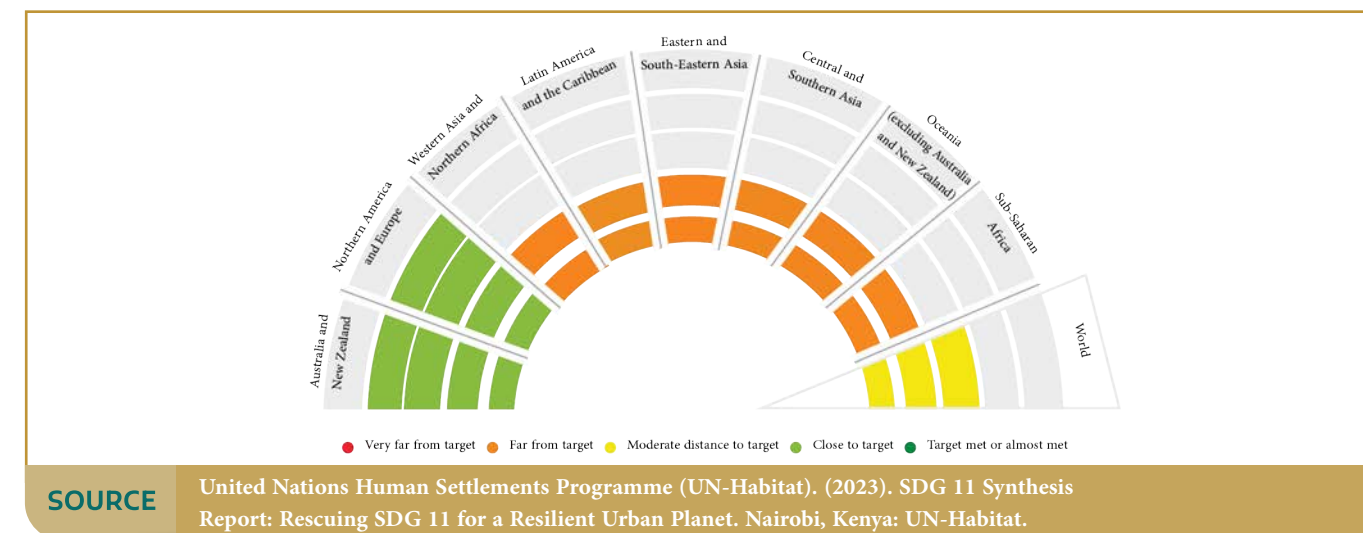 Australia and
New Zealand
Northern America
and Europe
Western Asia and
Northern Africa
Latin America
and the Caribbean
Eastern and
South-Eastern Asia
Central and
Southern Asia
Oceania
(excluding Australia
and New Zealand)
Sub-Saharan
Africa
World
Very far from target
Far from target
Moderate distance to target
Close to target
Target met or almost met
SOURCE
United Nations Human Settlements Programme (UN-Habitat). (2023). SDG 11 Synthesis
Report: Rescuing SDG 11 for a Resilient Urban Planet. Nairobi, Kenya: UN-Habitat.